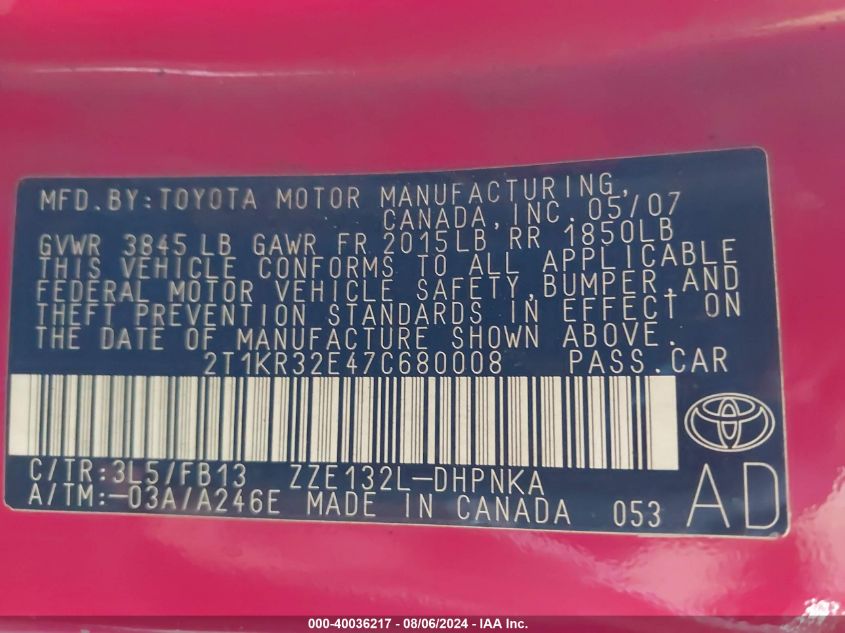 MFD.BY:TOYOTA MOTOR MANUFACTURING,
CANADA,INC. 05/07
GVWR 3845LB GAWR FR 2015LB RR 1850LB
THIS VEHICLE CONFORMS TO ALL APPLICABLE
FEDERAL MOTOR VEHICLE SAFETY,BUMPER,AND
THEFT PREVENTION STANDARDS IN EFFECT ON
THE DATE OF MANUFACTURE SHOWN ABOVE.
2T1KR32E47C680008 PASS.CAR
C/TR:3L5/FB13 ZZE132L-DHPNKA
A/TM:-03A/A246E MADE IN CANADA 053 AD
000-40036217 - 08/06/2024 - IAA Inc.